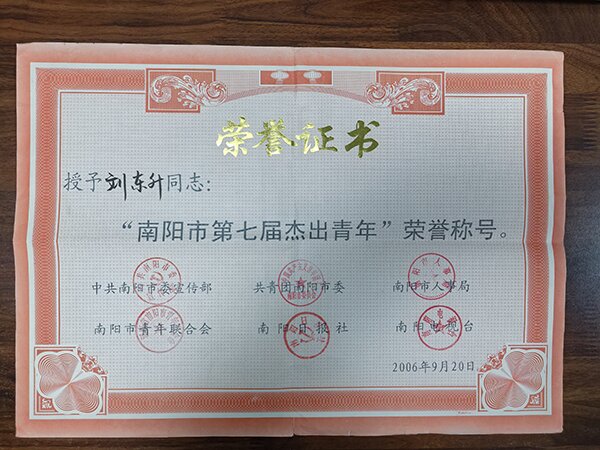 荣誉证书
授予刘东升同志：
“南阳市第七届杰出青年”荣誉称号。
中共南阳市委宣传部 共青团南阳市委 南阳市人事局
南阳市青年联合会 南阳日报社 南阳电视台
2006年9月20日